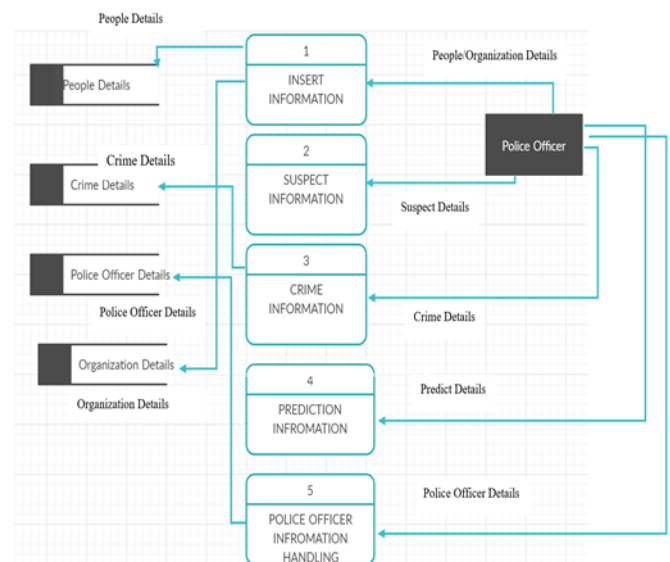 People Details
1
INSERT
INFORMATION
People/Organization Details
People Details
Police Officer
2
SUSPECT
INFORMATION
Crime Details
Crime Details
Suspect Details
3
CRIME
INFORMATION
Police Officer Details
Police Officer Details
Crime Details
Organization Details
Organization Details
4
PREDICTION
INFROMATION
Predict Details
5
POLICE OFFICER
INFROMATION
HANDLING
Police Officer Details